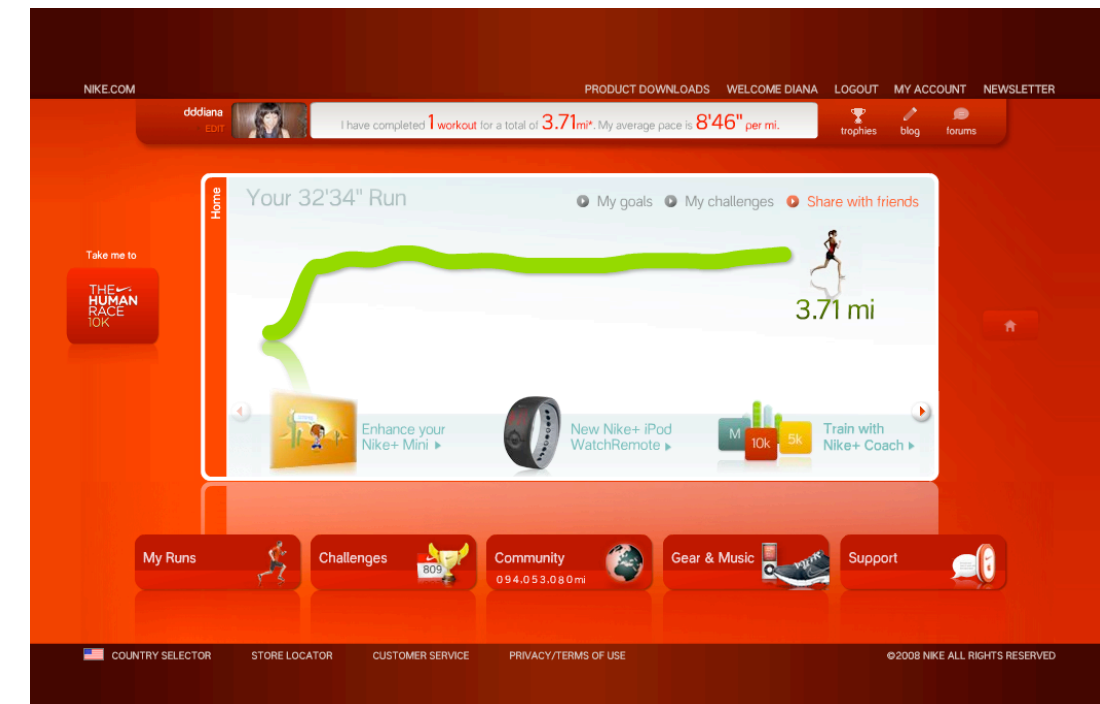 NIKE.COM
PRODUCT DOWNLOADS WELCOME DIANA LOGOUT MY ACCOUNT NEWSLETTER
dddiana
EDIT
I have completed 1 workout for a total of 3.71mi*. My average pace is 8'46" per mi.
trophies blog forums
Home
Your 32'34" Run
My goals My challenges Share with friends
3.71 mi
Take me to
THE
HUMAN
RACE
10K
Enhance your
Nike+ Mini
New Nike+ iPod
WatchRemote
M 10k 5k
Train with
Nike+ Coach
My Runs
Challenges
809
Community
094.053.080mi
Gear & Music
Support
COUNTRY SELECTOR STORE LOCATOR CUSTOMER SERVICE PRIVACY/TERMS OF USE
©2008 NIKE ALL RIGHTS RESERVED